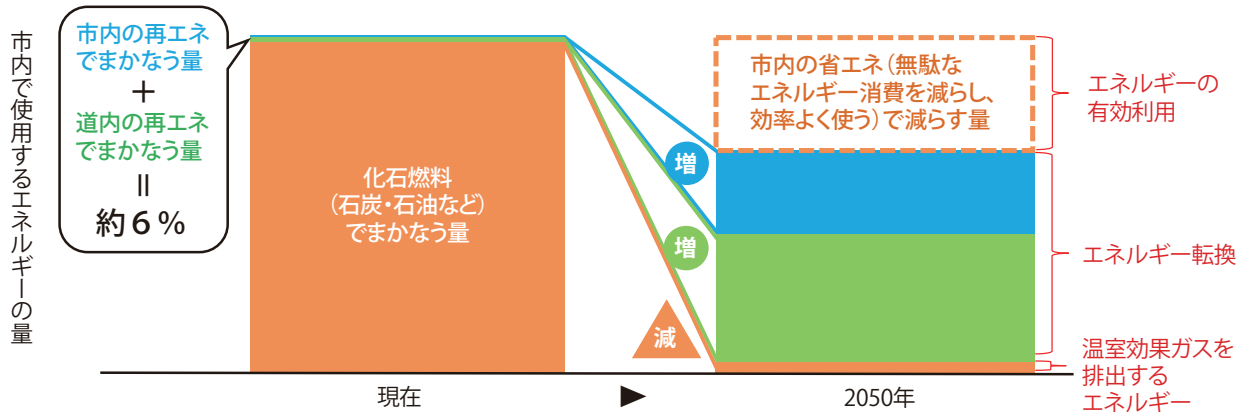 市内で使用するエネルギーの量
市内の再エネ
でまかなう量
＋
道内の再エネ
でまかなう量
＝
約６％
化石燃料
（石炭・石油など）
でまかなう量
増
増
減
市内の省エネ（無駄な
エネルギー消費を減らし、
効率よく使う）で減らす量
エネルギーの
有効利用
エネルギー転換
温室効果ガスを
排出する
エネルギー
現在
▶
2050年